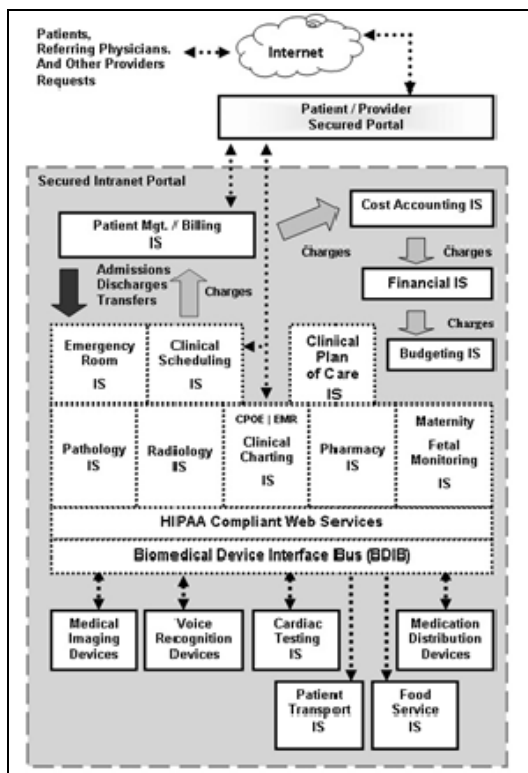 Patients,
Referring Physicians.
And Other Providers
Requests
Internet
Patient / Provider
Secured Portal
Secured Intranet Portal
Patient Mgt. // Billing
IS
Cost Accounting IS
Charges
Charges
Financial IS
Admissions
Discharges
Transfers
Charges
Charges
Budgeting IS
Emergency
Room
IS
Clinical
Scheduling
IS
Clinical
Plan
of Care
IS
Pathology
IS
Radiology
IIS
CPOE | EMR
Clinical
Charting
IS
Pharmacy
IS
Maternity
Fetal
Monitoring
IS
HIPAA Compliant Web Services
Biomedical Device Interface Bus (BDIB)
Medical
Imaging
Devices
Voice
Recognition
Devices
Cardiac
Testing
IS
Medication
Distribution
Devices
Patient
Transport
IS
Food
Service
IS